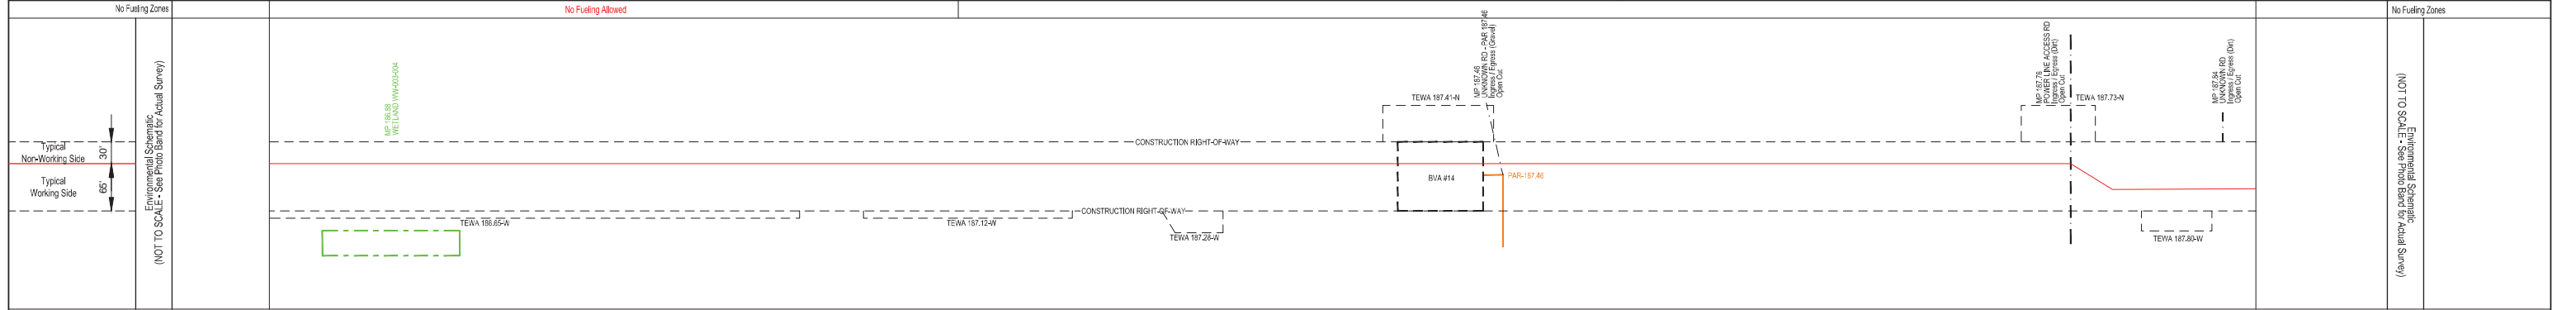 No Fueling Zones
No Fueling Allowed
No Fueling Zones
Typical
Non-Working Side
30'
Typical
Working Side
65'
Environmental Schematic
(NOT TO SCALE - See Photo Band for Actual Survey)
MP 186.68
WETLAND WW-003-004
CONSTRUCTION RIGHT-OF-WAY
CONSTRUCTION RIGHT-OF-WAY
TEWA 186.65-W
TEWA 187.12-W
TEWA 187.28-W
TEWA 187.41-N
BVA #14
MP 187.46
UNKNOWN RD - PAR 187.46
Ingress / Egress (Gravel)
Open Cut
PAR-187.46
MP 187.76
POWER LINE ACCESS RD
Ingress / Egress (Dirt)
Open Cut
TEWA 187.73-N
MP 187.84
UNKNOWN RD
Ingress / Egress (Dirt)
Open Cut
TEWA 187.80-W
Environmental Schematic
(NOT TO SCALE - See Photo Band for Actual Survey)